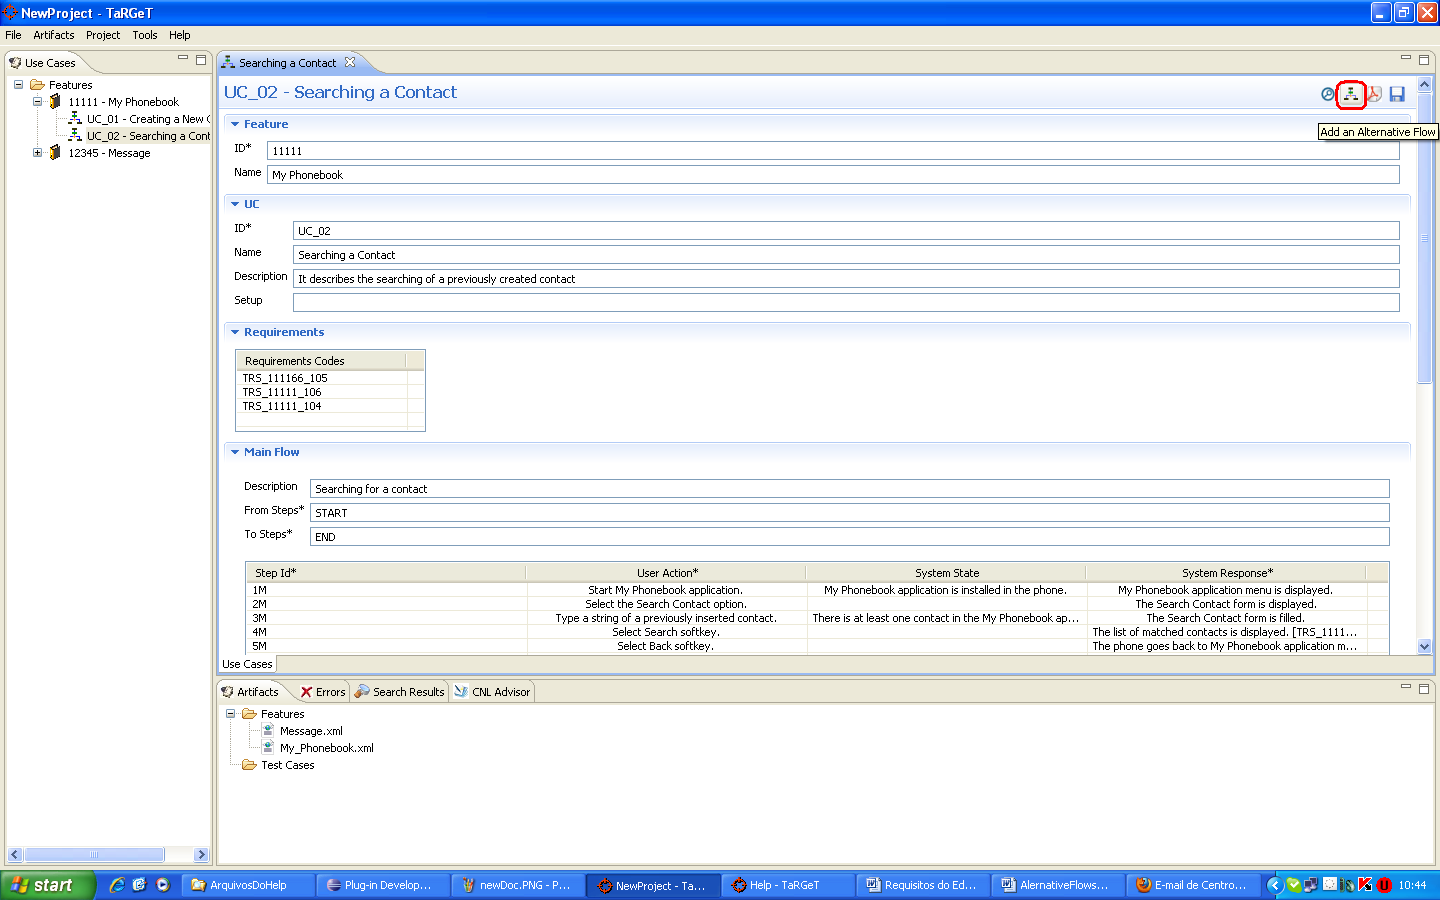 NewProject - TaRGeT
File Artifacts Project Tools Help
Use Cases
Features
11111 - My Phonebook
UC_01 - Creating a New C
UC_02 - Searching a Cont
12345 - Message
Searching a Contact
UC_02 - Searching a Contact
Add an Alternative Flow
Feature
ID* 11111
Name My Phonebook
UC
ID* UC_02
Name Searching a Contact
Description It describes the searching of a previously created contact
Setup
Requirements
Requirements Codes
TRS_111166_105
TRS_11111_106
TRS_11111_104
Main Flow
Description Searching for a contact
From Steps* START
To Steps* END
Step Id* User Action* System State System Response*
1M Start My Phonebook application. My Phonebook application is installed in the phone. My Phonebook application menu is displayed.
2M Select the Search Contact option. The Search Contact form is displayed.
3M Type a string of a previously inserted contact. There is at least one contact in the My Phonebook ap... The Search Contact form is filled.
4M Select Search softkey. The list of matched contacts is displayed. [TRS_1111...
5M Select Back softkey. The phone goes back to My Phonebook application m...
Use Cases
Artifacts Errors Search Results CNL Advisor
Features
Message.xml
My_Phonebook.xml
Test Cases
start ArquivosDoHelp Plug-in Develop... newDoc.PNG - P... NewProject - Ta... Help - TaRGeT Requisitos do Ed... AlernativeFlows... E-mail de Centro... 10:44